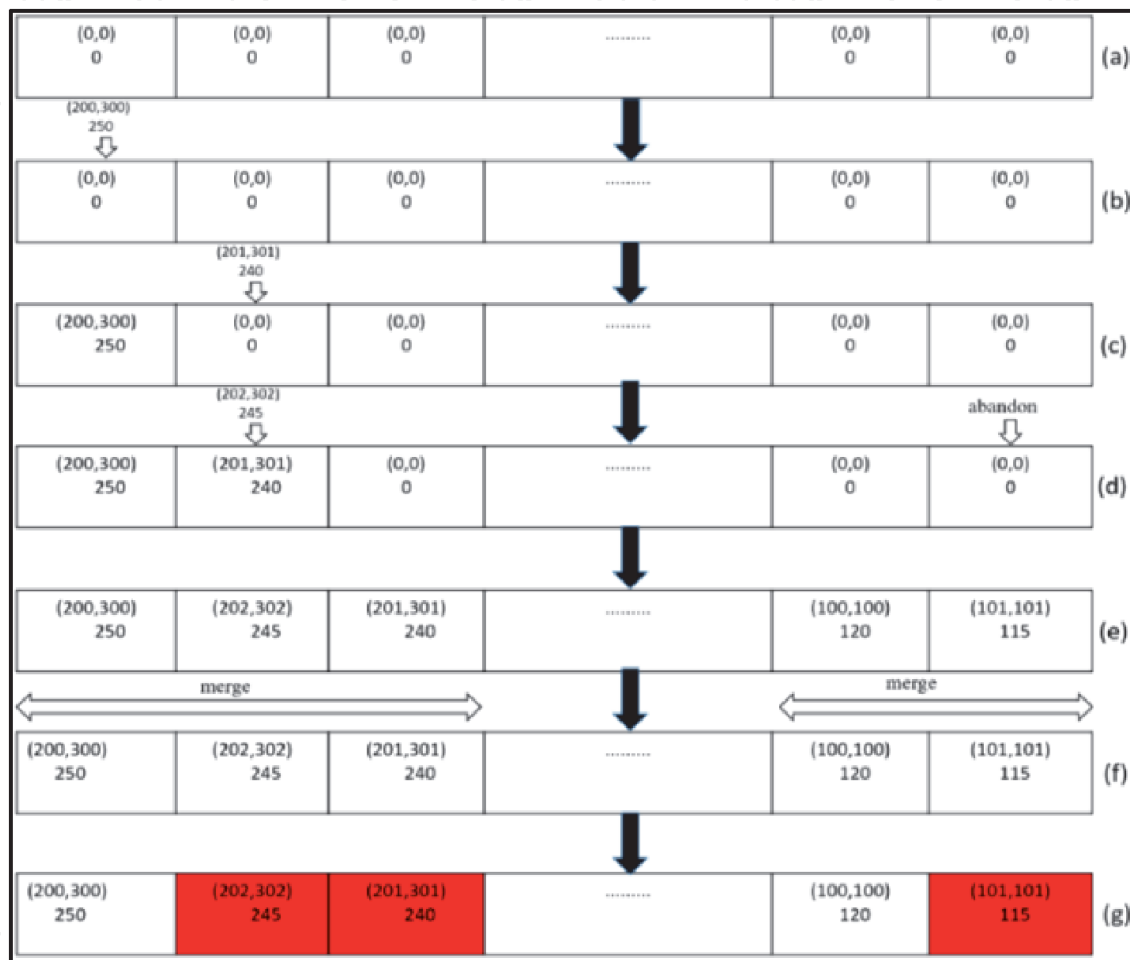 (0,0) (0,0) (0,0) .......... (0,0) (0,0)
0 0 0 0 0 (a)
(200,300)
250
(0,0) (0,0) (0,0) .......... (0,0) (0,0)
0 0 0 0 0 (b)
(201,301)
240
(200,300) (0,0) (0,0) .......... (0,0) (0,0)
250 0 0 0 0 (c)
(202,302)
245 abandon
(200,300) (201,301) (0,0) .......... (0,0) (0,0)
250 240 0 0 0 (d)
(200,300) (202,302) (201,301) .......... (100,100) (101,101)
250 245 240 120 115 (e)
merge merge
(200,300) (202,302) (201,301) .......... (100,100) (101,101)
250 245 240 120 115 (f)
(200,300) (202,302) (201,301) .......... (100,100) (101,101)
250 245 240 120 115 (g)